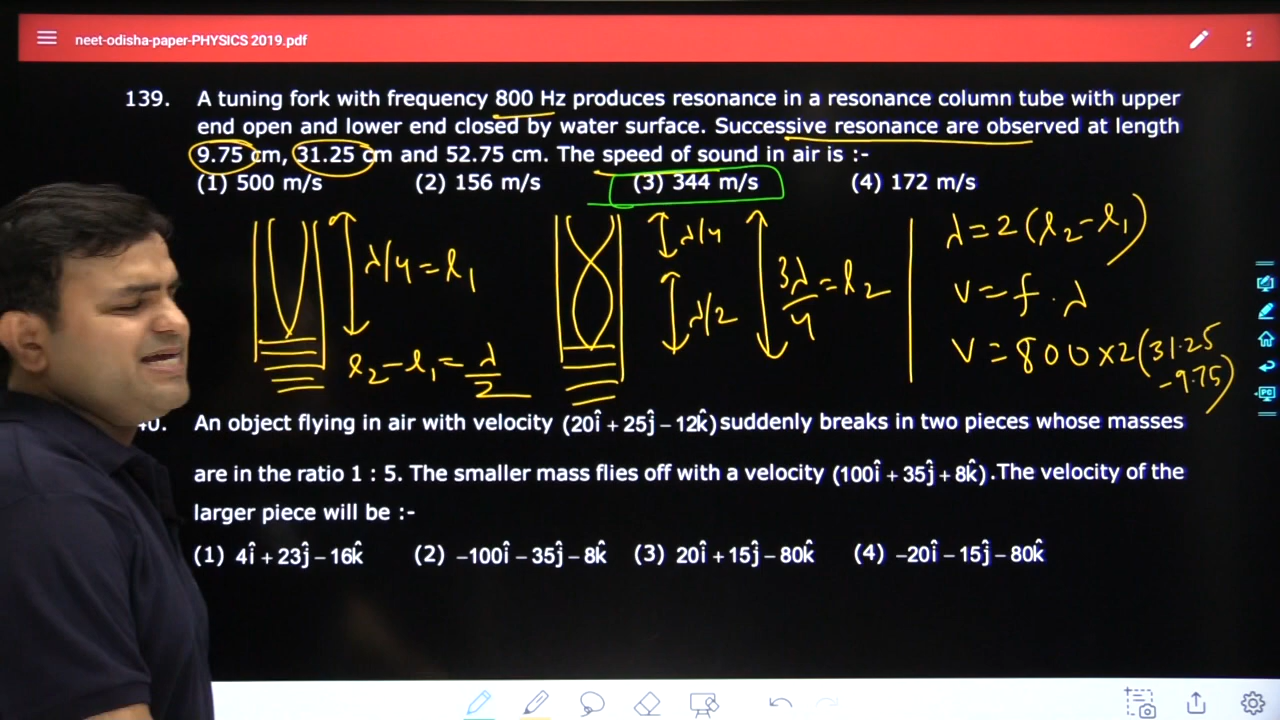 neet-odisha-paper-PHYSICS 2019.pdf
139. A tuning fork with frequency 800 Hz produces resonance in a resonance column tube with upper
end open and lower end closed by water surface. Successive resonance are observed at length
9.75 cm, 31.25 cm and 52.75 cm. The speed of sound in air is :-
(1) 500 m/s (2) 156 m/s (3) 344 m/s (4) 172 m/s
λ/4 = l₁
l₂ - l₁ = λ/2
λ/4
λ/2
3λ/4 = l₂
λ = 2(l₂ - l₁)
v = f · λ
v = 800 × 2 (31.25
- 9.75)
40. An object flying in air with velocity (20î + 25ĵ – 12k̂) suddenly breaks in two pieces whose masses
are in the ratio 1 : 5. The smaller mass flies off with a velocity (100î + 35ĵ + 8k̂). The velocity of the
larger piece will be :-
(1) 4î + 23ĵ – 16k̂ (2) –100î – 35ĵ – 8k̂ (3) 20î + 15ĵ – 80k̂ (4) –20î – 15ĵ – 80k̂
PC